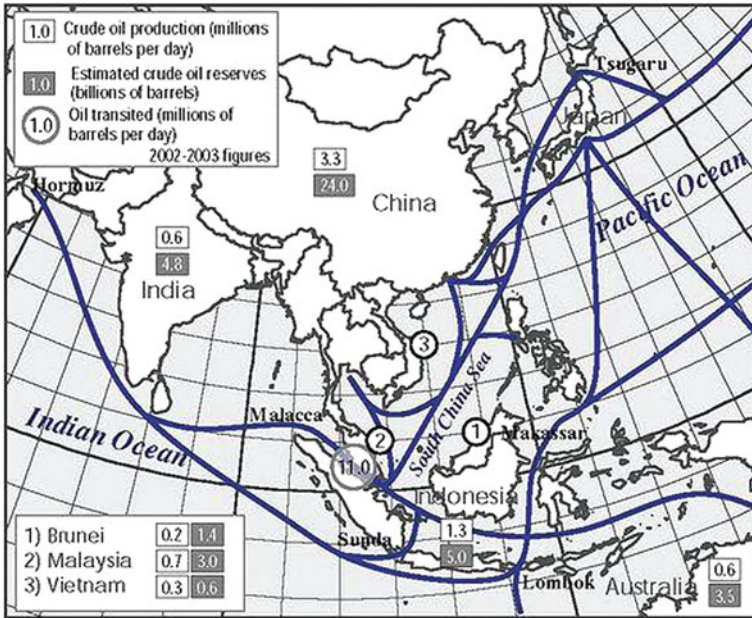 1.0 Crude oil production (millions
of barrels per day)
1.0 Estimated crude oil reserves
(billions of barrels)
1.0 Oil transited (millions of
barrels per day)
2002-2003 figures
Tsugaru
Japan
Hormuz
3.3
24.0
China
Pacific Ocean
0.6
4.8
India
3
South China Sea
Indian Ocean
Malacca
2
1
Makassar
11.0
Indonesia
1.3
5.0
Sunda
Lombok
Australia
0.6
3.5
1) Brunei 0.2 1.4
2) Malaysia 0.7 3.0
3) Vietnam 0.3 0.6